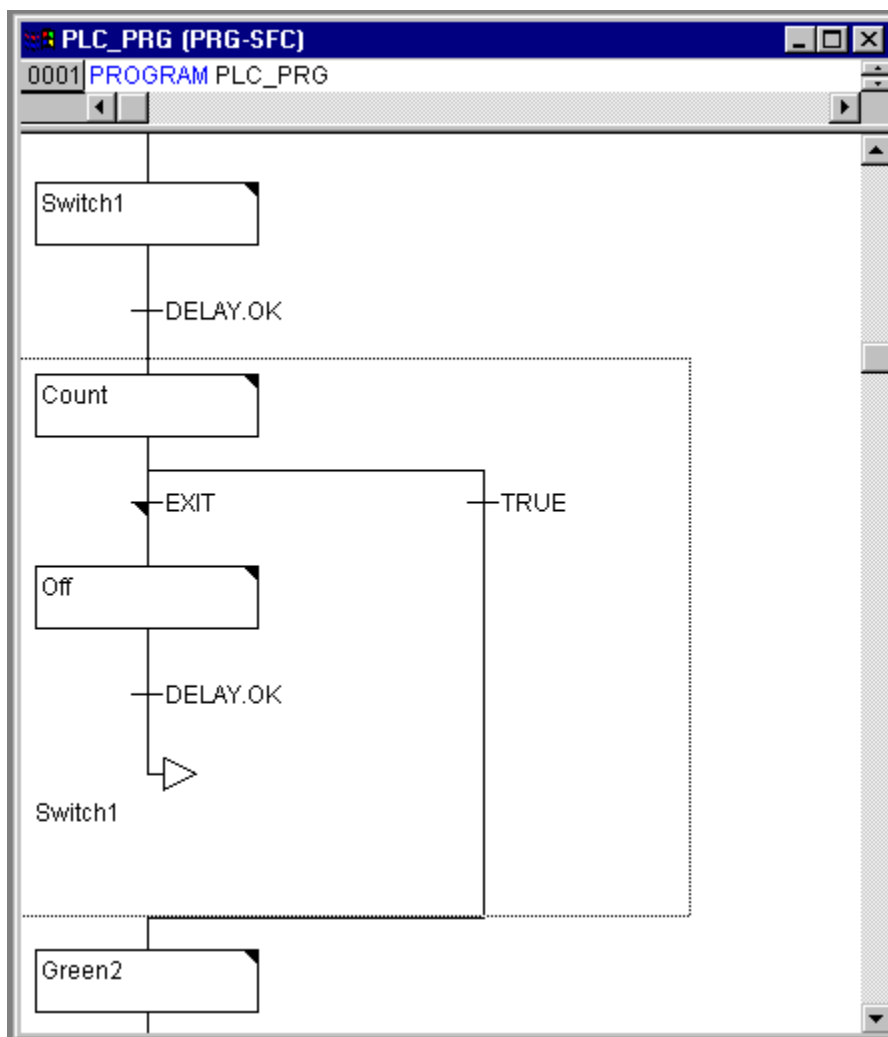 PLC_PRG (PRG-SFC)
0001 PROGRAM PLC_PRG
Switch1
DELAY.OK
Count
EXIT TRUE
Off
DELAY.OK
Switch1
Green2